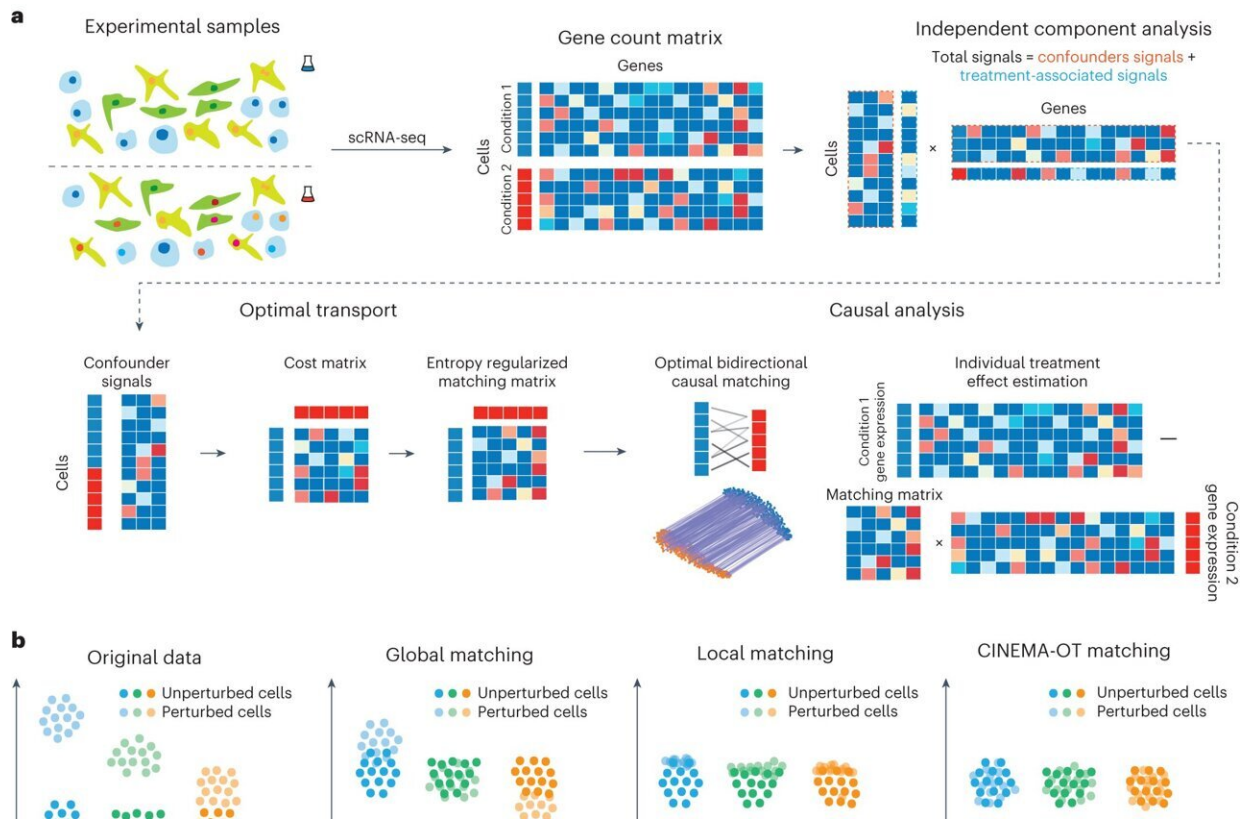 a
Experimental samples
scRNA-seq
Gene count matrix
Genes
Cells
Condition 1
Condition 2
Independent component analysis
Total signals = confounders signals +
treatment-associated signals
Genes
Cells
×
Optimal transport
Causal analysis
Confounder
signals
Cells
Cost matrix
Entropy regularized
matching matrix
Optimal bidirectional
causal matching
Individual treatment
effect estimation
Condition 1
gene expression
—
Matching matrix
×
Condition 2
gene expression
b
Original data
Unperturbed cells
Perturbed cells
Global matching
Unperturbed cells
Perturbed cells
Local matching
Unperturbed cells
Perturbed cells
CINEMA-OT matching
Unperturbed cells
Perturbed cells